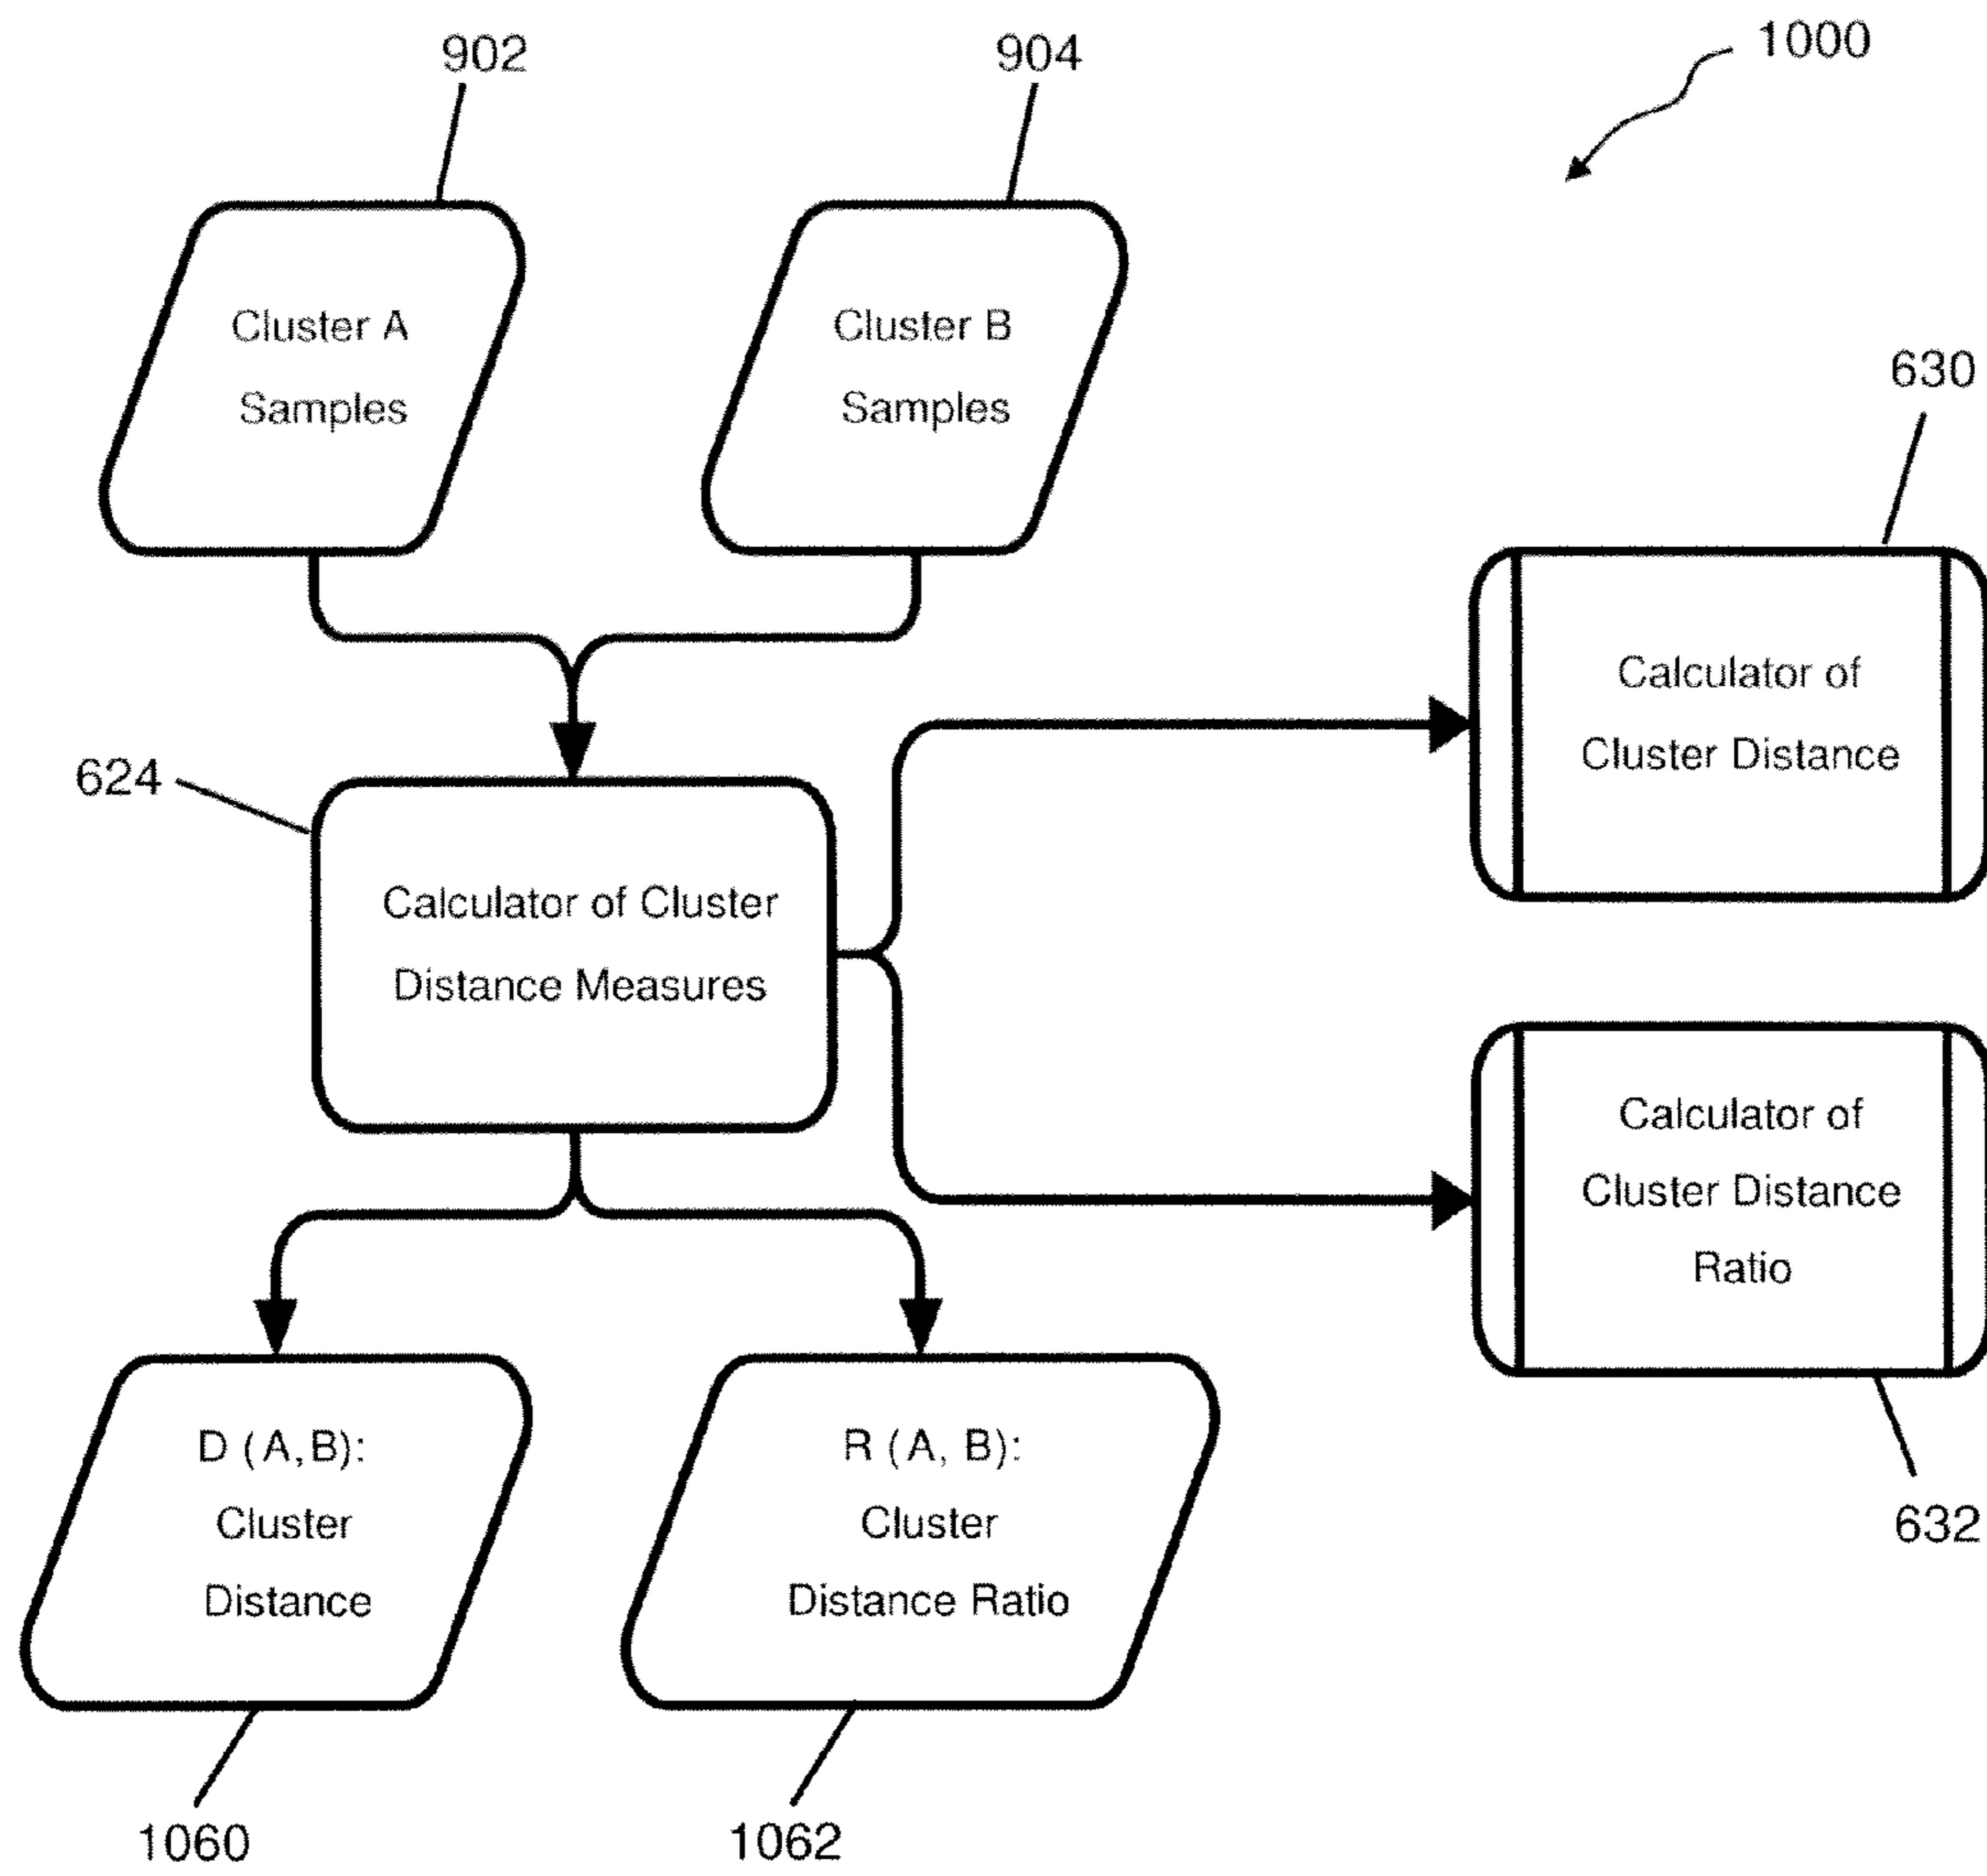 902
904
1000
Cluster A
Samples
Cluster B
Samples
630
Calculator of
Cluster Distance
624
Calculator of Cluster
Distance Measures
Calculator of
Cluster Distance
Ratio
632
D (A,B):
Cluster
Distance
R (A, B):
Cluster
Distance Ratio
1060
1062